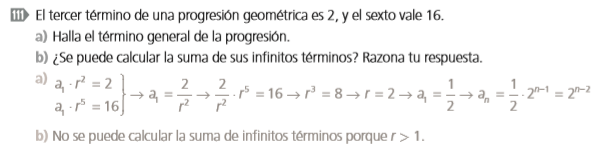 111 El tercer término de una progresión geométrica es 2, y el sexto vale 16.
a) Halla el término general de la progresión.
b) ¿Se puede calcular la suma de sus infinitos términos? Razona tu respuesta.
a) a₁ · r² = 2
a₁ · r⁵ = 16} → a₁ = 2/r² → 2/r² · r⁵ = 16 → r³ = 8 → r = 2 → a₁ = 1/2 → aₙ = 1/2 · 2ⁿ⁻¹ = 2ⁿ⁻²
b) No se puede calcular la suma de infinitos términos porque r > 1.